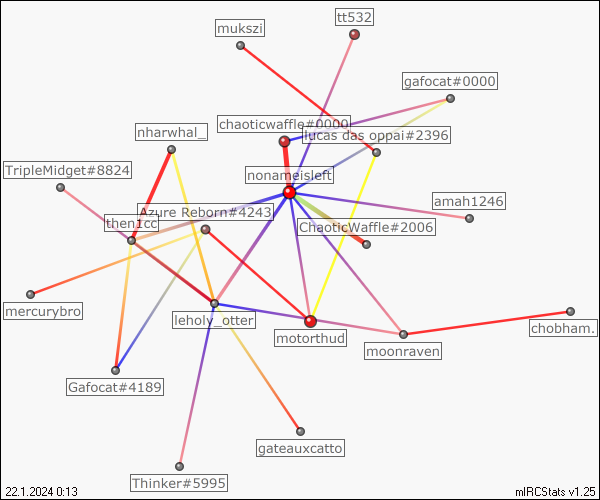 tt532
mukszi
gafocat#0000
chaoticwaffle#0000
lucas das oppai#2396
nharwhal_
TripleMidget#8824
nonameisleft
amah1246
Azure Reborn#4243
then1cc
ChaoticWaffle#2006
mercurybro
leholy_otter
motorthud
chobham.
moonraven
Gafocat#4189
gateauxcatto
Thinker#5995
22.1.2024 0:13
mIRCStats v1.25